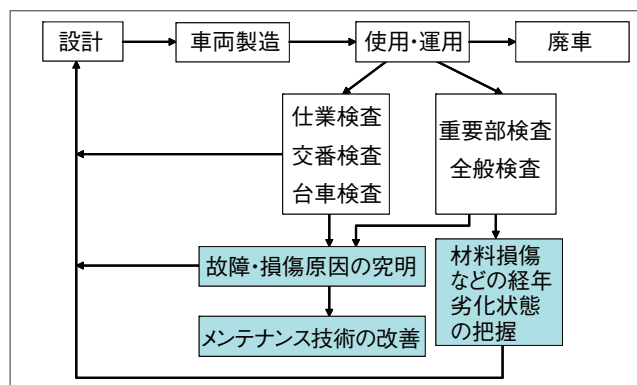 設計
車両製造
使用・運用
廃車
仕業検査
交番検査
台車検査
重要部検査
全般検査
故障・損傷原因の究明
材料損傷
などの経年
劣化状態
の把握
メンテナンス技術の改善